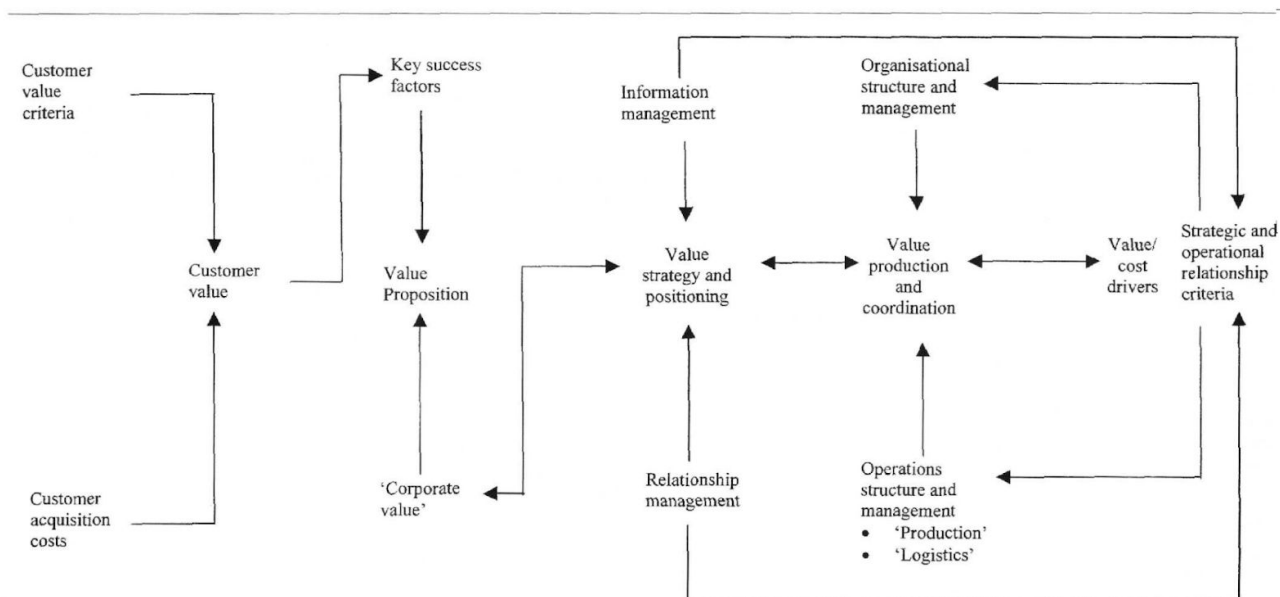 Customer
value
criteria
Key success
factors
Information
management
Organisational
structure and
management
Customer
value
Value
Proposition
Value
strategy and
positioning
Value
production
and
coordination
Value/
cost
drivers
Strategic and
operational
relationship
criteria
Customer
acquisition
costs
‘Corporate
value’
Relationship
management
Operations
structure and
management
• ‘Production’
• ‘Logistics’